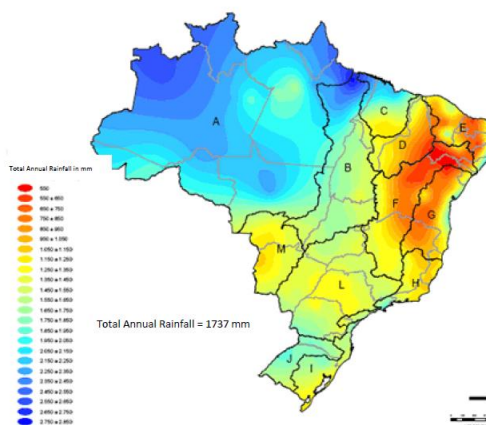 A
B
C
D
E
F
G
H
M
L
J
I
Total Annual Rainfall in mm
550
550 a 650
650 a 750
750 a 850
850 a 950
950 a 1.050
1.050 a 1.150
1.150 a 1.250
1.250 a 1.350
1.350 a 1.450
1.450 a 1.550
1.550 a 1.650
1.650 a 1.750
1.750 a 1.850
1.850 a 1.950
1.950 a 2.050
2.050 a 2.150
2.150 a 2.250
2.250 a 2.350
2.350 a 2.450
2.450 a 2.550
2.550 a 2.650
2.650 a 2.750
2.750 a 2.850
Total Annual Rainfall = 1737 mm